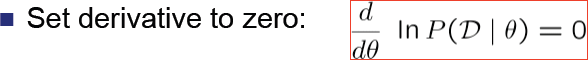 ■ Set derivative to zero: d/dθ ln P(𝒟 | θ) = 0